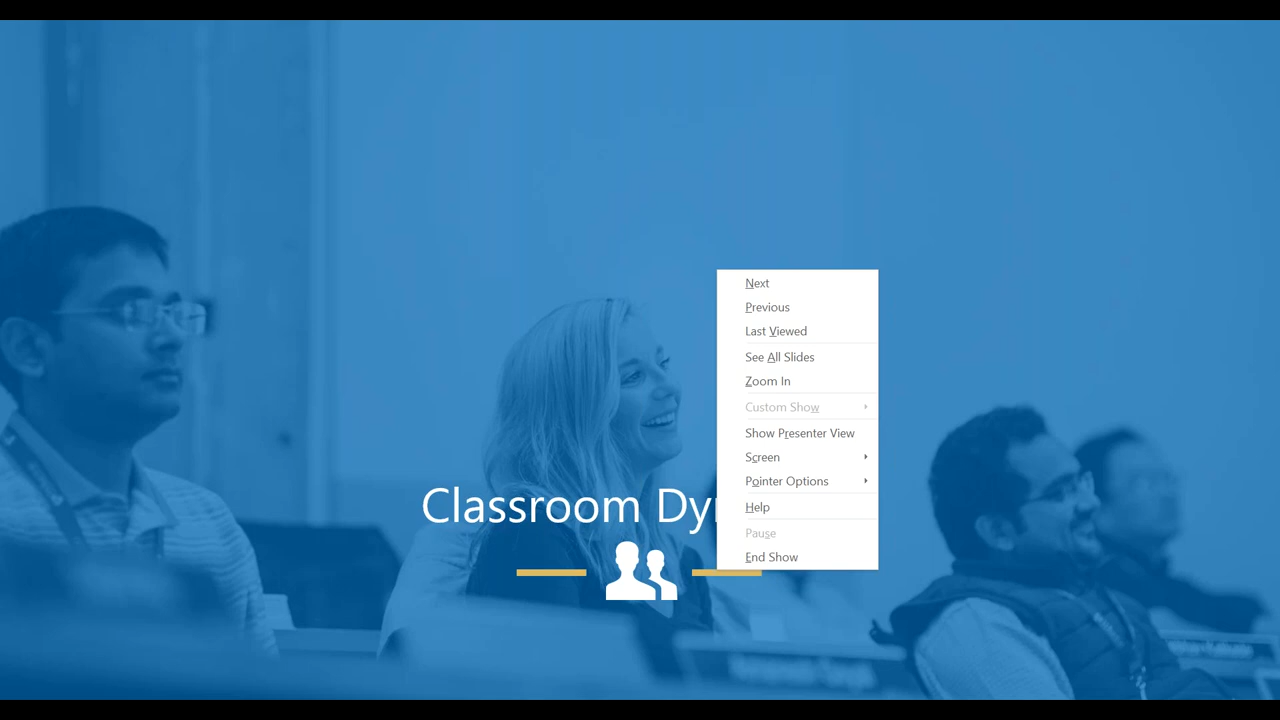 Next
Previous
Last Viewed
See All Slides
Zoom In
Custom Show
Show Presenter View
Screen
Pointer Options
Help
Pause
End Show
Classroom